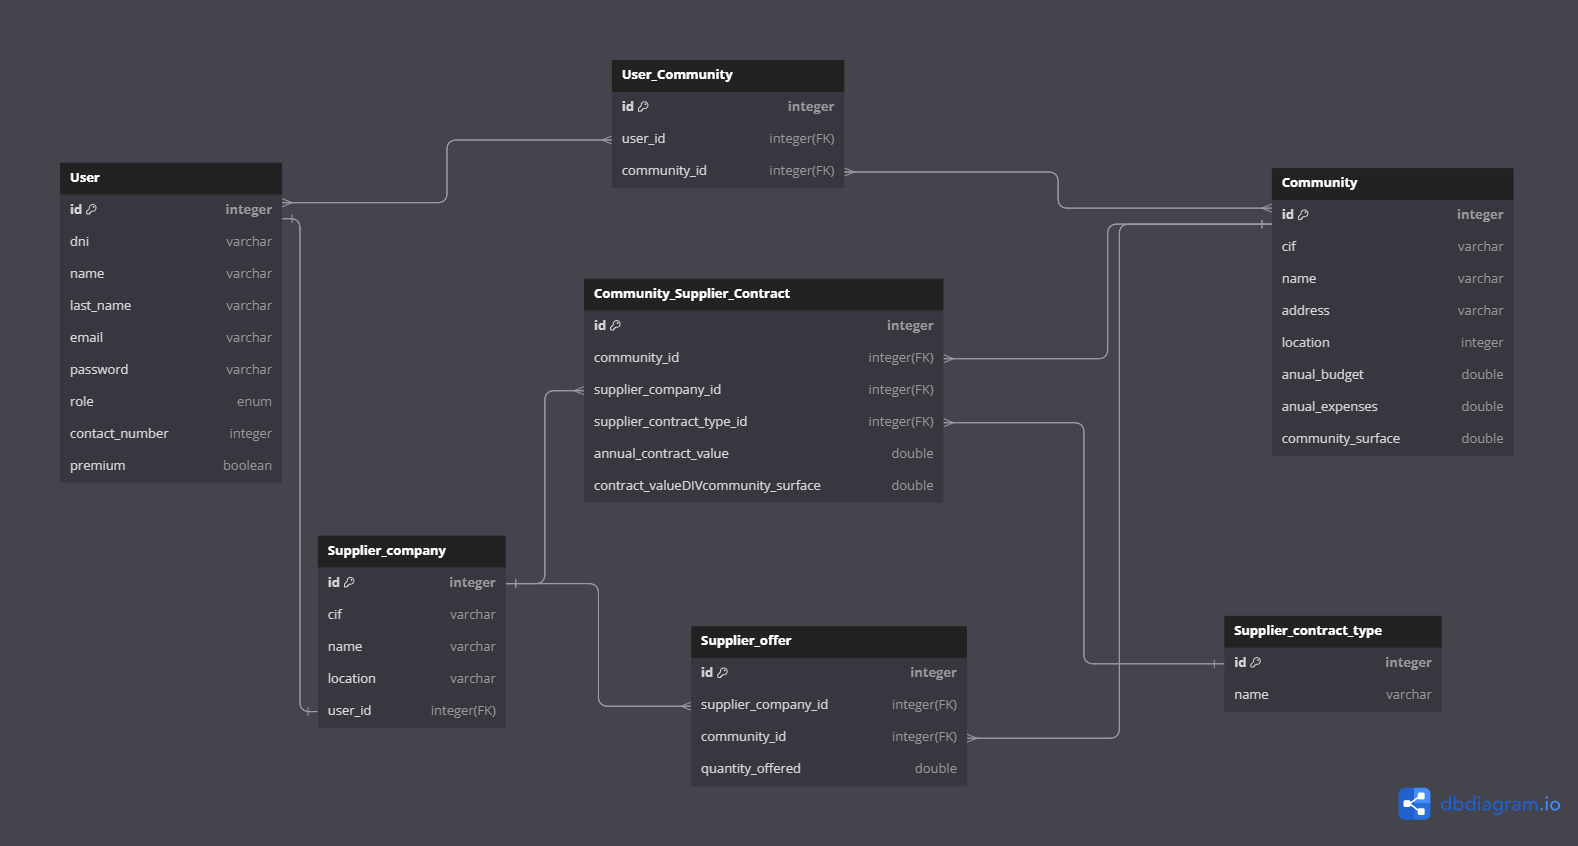 User_Community
id integer
user_id integer(FK)
community_id integer(FK)
User
id integer
dni varchar
name varchar
last_name varchar
email varchar
password varchar
role enum
contact_number integer
premium boolean
Community
id integer
cif varchar
name varchar
address varchar
location integer
anual_budget double
anual_expenses double
community_surface double
Community_Supplier_Contract
id integer
community_id integer(FK)
supplier_company_id integer(FK)
supplier_contract_type_id integer(FK)
annual_contract_value double
contract_valueDIVcommunity_surface double
Supplier_company
id integer
cif varchar
name varchar
location varchar
user_id integer(FK)
Supplier_offer
id integer
supplier_company_id integer(FK)
community_id integer(FK)
quantity_offered double
Supplier_contract_type
id integer
name varchar
dbdiagram.io